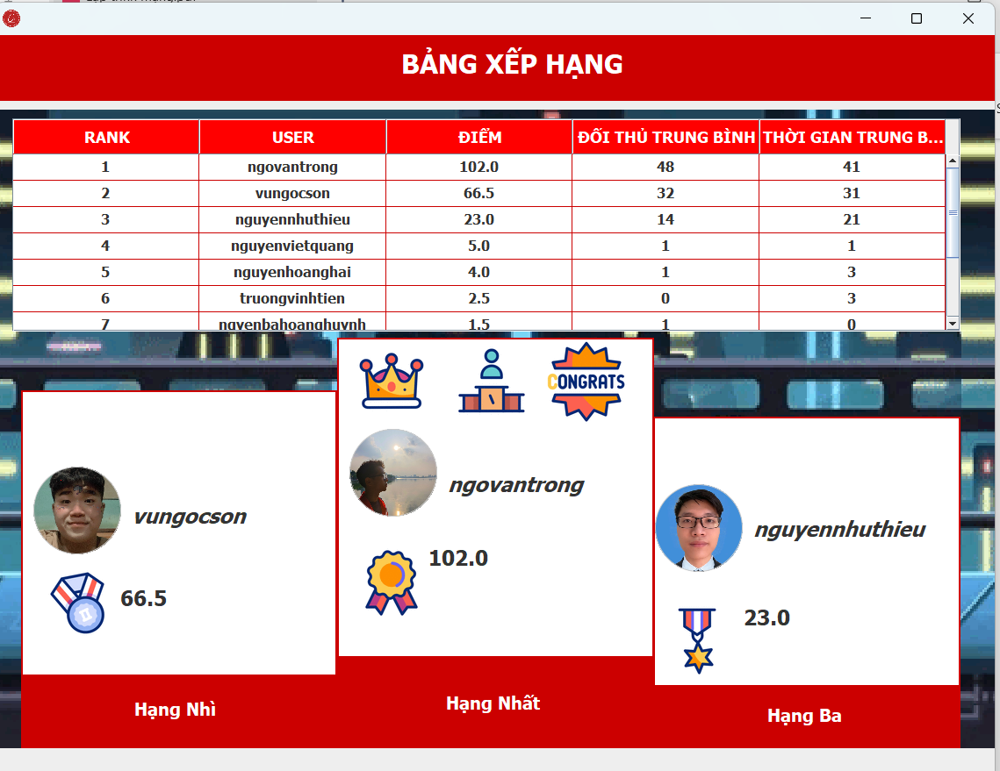 BẢNG XẾP HẠNG
RANK USER ĐIỂM ĐỐI THỦ TRUNG BÌNH THỜI GIAN TRUNG B...
1 ngovantrong 102.0 48 41
2 vungocson 66.5 32 31
3 nguyennhuthieu 23.0 14 21
4 nguyenvietquang 5.0 1 1
5 nguyenhoanghai 4.0 1 3
6 truongvinhtien 2.5 0 3
7 nguyenbahoanghuynh 1.5 1 0
CONGRATS
ngovantrong
102.0
Hạng Nhất
vungocson
66.5
Hạng Nhì
nguyennhuthieu
23.0
Hạng Ba